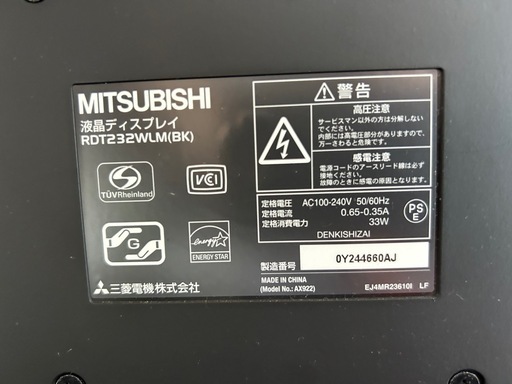 MITSUBISHI
液晶ディスプレイ
RDT232WLM(BK)
TÜVRheinland
VCI
G
energy
ENERGY STAR
三菱電機株式会社
警告
高圧注意
サービスマン以外の方は分解しないで
ください。
内部には高電圧部分がありますので、万
一さわると危険です。
感電注意
電源コードのアースリード線は必ず
接地してください。
故障のときに感電の原因となります。
定格電圧 AC100-240V 50/60Hz
定格電流 0.65-0.35A
定格消費電力 33W
PS
E
DENKISHIZAI
製造番号 0Y244660AJ
MADE IN CHINA
(Model No.: AX922)
EJ4MR23610I LF